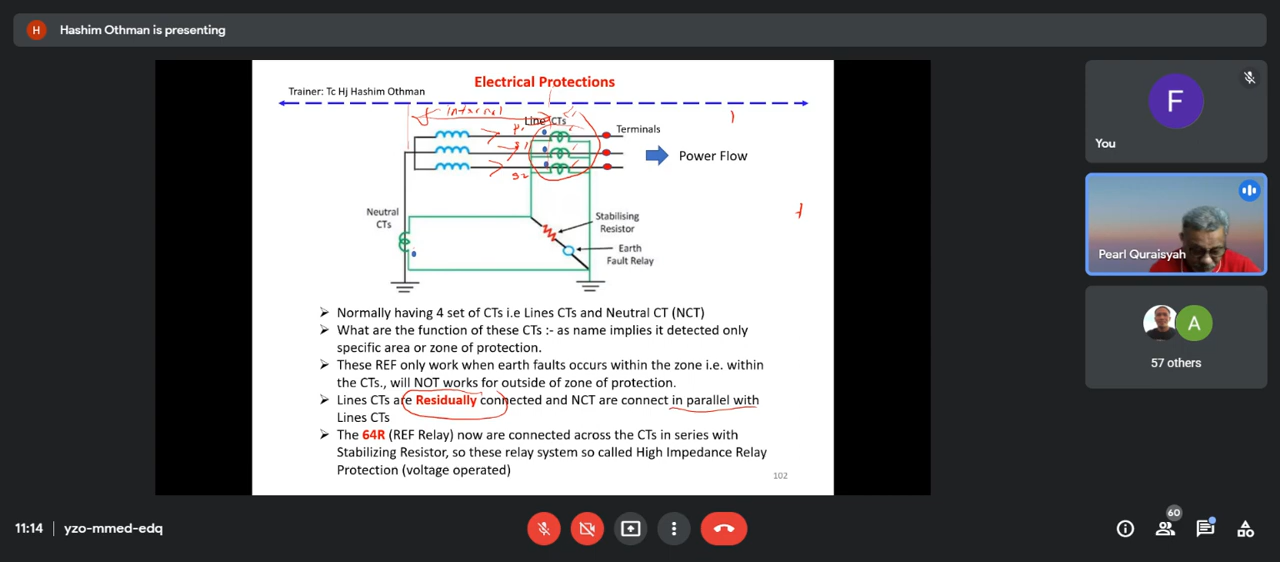 H
Hashim Othman is presenting
Electrical Protections
Trainer: Tc Hj Hashim Othman
Internal
Line CTs
P1
S1
S2
Terminals
Power Flow
Neutral
CTs
Stabilising
Resistor
Earth
Fault Relay
➢ Normally having 4 set of CTs i.e Lines CTs and Neutral CT (NCT)
➢ What are the function of these CTs :- as name implies it detected only
specific area or zone of protection.
➢ These REF only work when earth faults occurs within the zone i.e. within
the CTs., will NOT works for outside of zone of protection.
➢ Lines CTs are Residually connected and NCT are connect in parallel with
Lines CTs
➢ The 64R (REF Relay) now are connected across the CTs in series with
Stabilizing Resistor, so these relay system so called High Impedance Relay
Protection (voltage operated)
102
F
You
Pearl Quraisyah
A
57 others
11:14 | yzo-mmed-edq
60